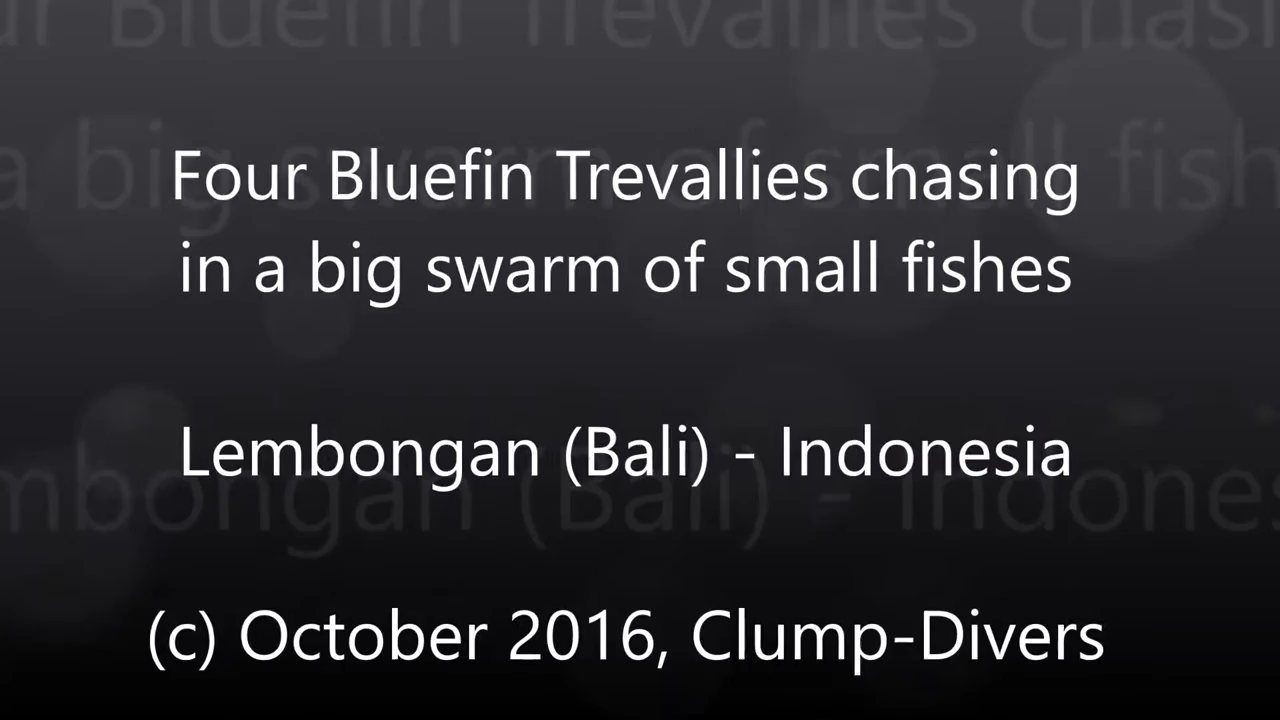 Four Bluefin Trevallies chasing
in a big swarm of small fishes
Lembongan (Bali) - Indonesia
(c) October 2016, Clump-Divers